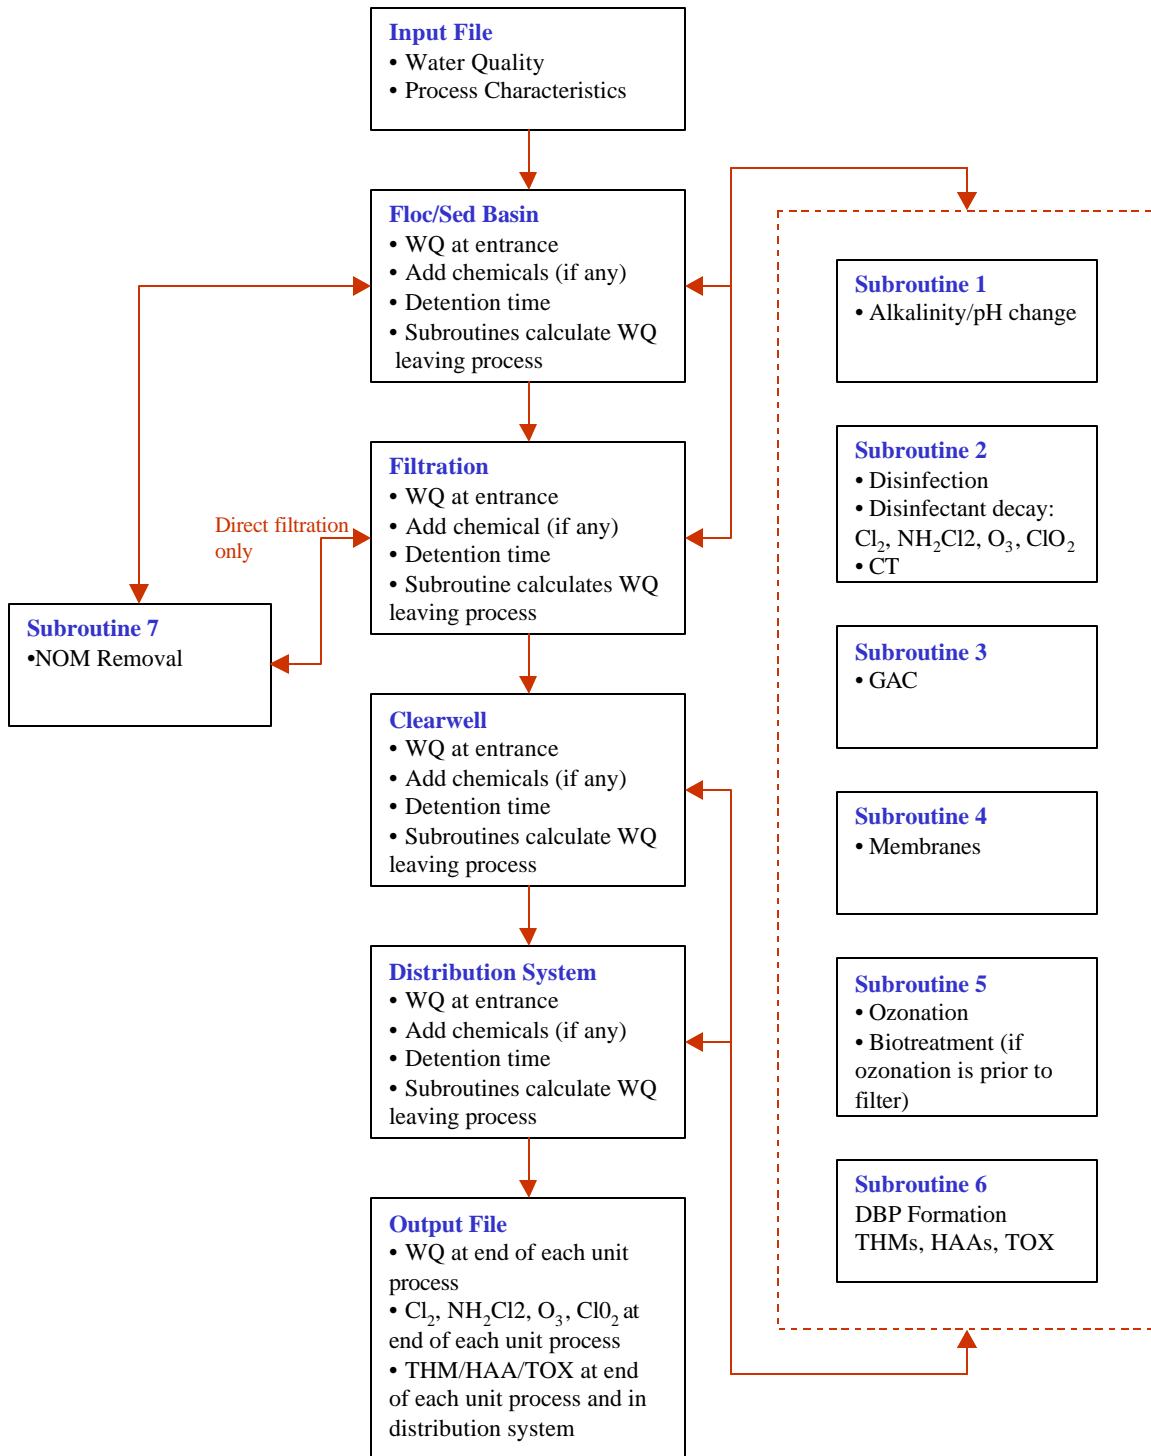 Input File
• Water Quality
• Process Characteristics
Floc/Sed Basin
• WQ at entrance
• Add chemicals (if any)
• Detention time
• Subroutines calculate WQ
leaving process
Filtration
• WQ at entrance
• Add chemical (if any)
• Detention time
• Subroutine calculates WQ
leaving process
Direct filtration
only
Subroutine 7
•NOM Removal
Clearwell
• WQ at entrance
• Add chemicals (if any)
• Detention time
• Subroutines calculate WQ
leaving process
Distribution System
• WQ at entrance
• Add chemicals (if any)
• Detention time
• Subroutines calculate WQ
leaving process
Output File
• WQ at end of each unit
process
• Cl₂, NH₂Cl2, O₃, Cl0₂ at
end of each unit process
• THM/HAA/TOX at end
of each unit process and in
distribution system
Subroutine 1
• Alkalinity/pH change
Subroutine 2
• Disinfection
• Disinfectant decay:
Cl₂, NH₂Cl2, O₃, ClO₂
• CT
Subroutine 3
• GAC
Subroutine 4
• Membranes
Subroutine 5
• Ozonation
• Biotreatment (if
ozonation is prior to
filter)
Subroutine 6
DBP Formation
THMs, HAAs, TOX